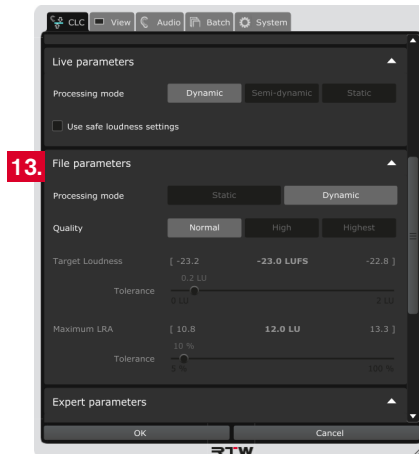 CLC View Audio Batch System
Live parameters
Processing mode Dynamic Semi-dynamic Static
Use safe loudness settings
13.
File parameters
Processing mode Static Dynamic
Quality Normal High Highest
Target Loudness [ -23.2 -23.0 LUFS -22.8 ]
0.2 LU
Tolerance
0 LU 2 LU
Maximum LRA [ 10.8 12.0 LU 13.3 ]
10 %
Tolerance
5 % 100 %
Expert parameters
OK Cancel
RTW